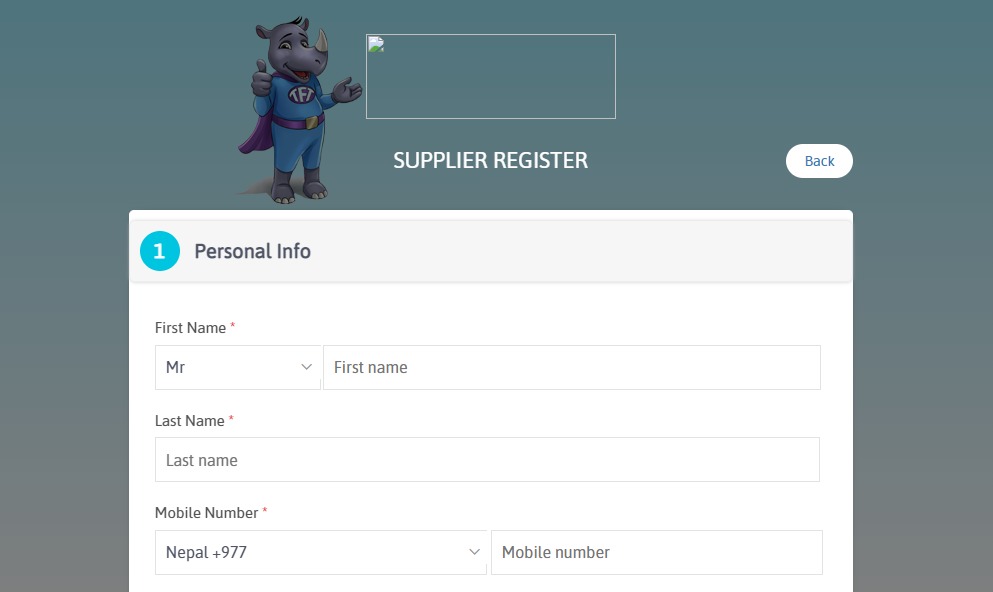 TFT
SUPPLIER REGISTER
Back
1 Personal Info
First Name *
Mr First name
Last Name *
Last name
Mobile Number *
Nepal +977 Mobile number